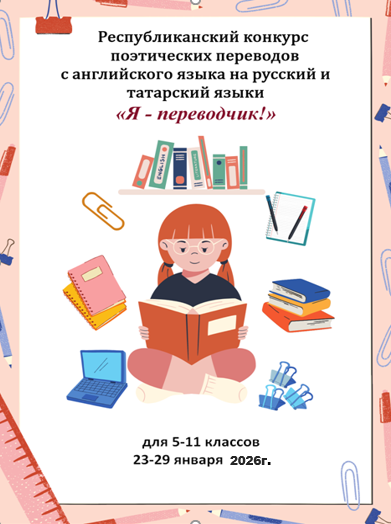 Республиканский конкурс
поэтических переводов
с английского языка на русский и
татарский языки
«Я - переводчик!»
ENGLISH
для 5-11 классов
23-29 января 2026г.